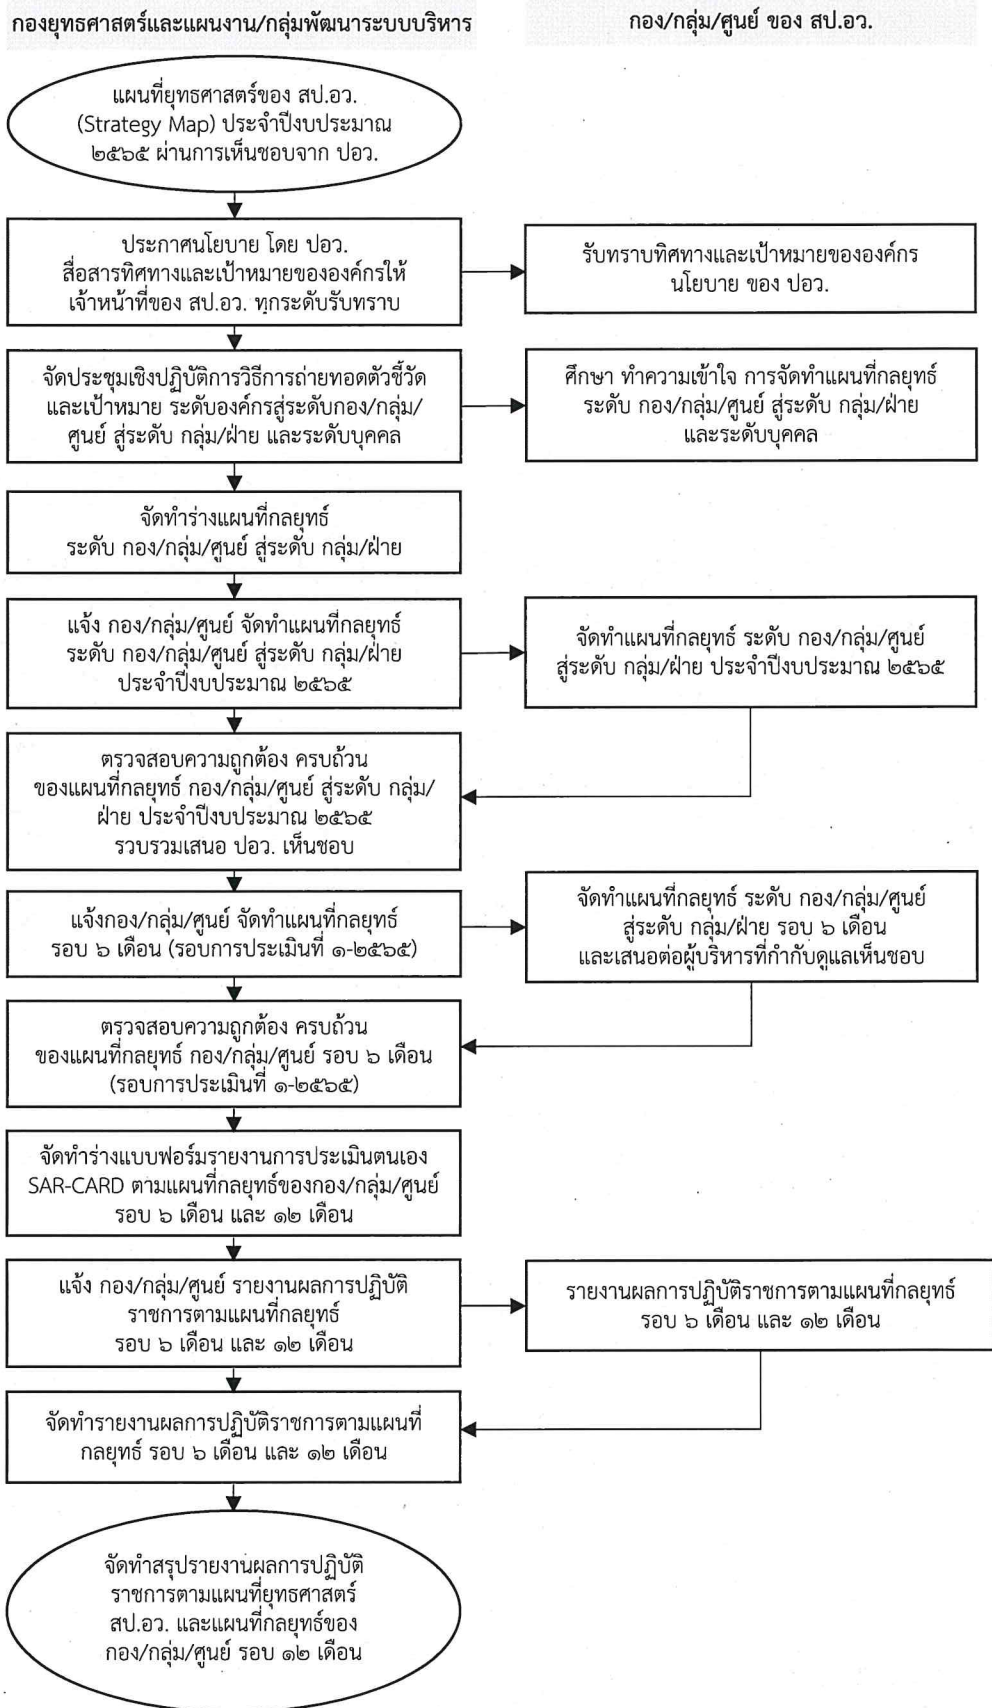 กองยุทธศาสตร์และแผนงาน/กลุ่มพัฒนาระบบบริหาร
กอง/กลุ่ม/ศูนย์ ของ สป.อว.
แผนที่ยุทธศาสตร์ของ สป.อว.
(Strategy Map) ประจำปีงบประมาณ
๒๕๖๕ ผ่านการเห็นชอบจาก ปอว.
ประกาศนโยบาย โดย ปอว.
สื่อสารทิศทางและเป้าหมายขององค์กรให้
เจ้าหน้าที่ของ สป.อว. ทุกระดับรับทราบ
รับทราบทิศทางและเป้าหมายขององค์กร
นโยบาย ของ ปอว.
จัดประชุมเชิงปฏิบัติการวิธีการถ่ายทอดตัวชี้วัด
และเป้าหมาย ระดับองค์กรสู่ระดับกอง/กลุ่ม/
ศูนย์ สู่ระดับ กลุ่ม/ฝ่าย และระดับบุคคล
ศึกษา ทำความเข้าใจ การจัดทำแผนที่กลยุทธ์
ระดับ กอง/กลุ่ม/ศูนย์ สู่ระดับ กลุ่ม/ฝ่าย
และระดับบุคคล
จัดทำร่างแผนที่กลยุทธ์
ระดับ กอง/กลุ่ม/ศูนย์ สู่ระดับ กลุ่ม/ฝ่าย
แจ้ง กอง/กลุ่ม/ศูนย์ จัดทำแผนที่กลยุทธ์
ระดับ กอง/กลุ่ม/ศูนย์ สู่ระดับ กลุ่ม/ฝ่าย
ประจำปีงบประมาณ ๒๕๖๕
จัดทำแผนที่กลยุทธ์ ระดับ กอง/กลุ่ม/ศูนย์
สู่ระดับ กลุ่ม/ฝ่าย ประจำปีงบประมาณ ๒๕๖๕
ตรวจสอบความถูกต้อง ครบถ้วน
ของแผนที่กลยุทธ์ กอง/กลุ่ม/ศูนย์ สู่ระดับ กลุ่ม/
ฝ่าย ประจำปีงบประมาณ ๒๕๖๕
รวบรวมเสนอ ปอว. เห็นชอบ
แจ้งกอง/กลุ่ม/ศูนย์ จัดทำแผนที่กลยุทธ์
รอบ ๖ เดือน (รอบการประเมินที่ ๑-๒๕๖๕)
จัดทำแผนที่กลยุทธ์ ระดับ กอง/กลุ่ม/ศูนย์
สู่ระดับ กลุ่ม/ฝ่าย รอบ ๖ เดือน
และเสนอต่อผู้บริหารที่กำกับดูแลเห็นชอบ
ตรวจสอบความถูกต้อง ครบถ้วน
ของแผนที่กลยุทธ์ กอง/กลุ่ม/ศูนย์ รอบ ๖ เดือน
(รอบการประเมินที่ ๑-๒๕๖๕)
จัดทำร่างแบบฟอร์มรายงานการประเมินตนเอง
SAR-CARD ตามแผนที่กลยุทธ์ของกอง/กลุ่ม/ศูนย์
รอบ ๖ เดือน และ ๑๒ เดือน
แจ้ง กอง/กลุ่ม/ศูนย์ รายงานผลการปฏิบัติ
ราชการตามแผนที่กลยุทธ์
รอบ ๖ เดือน และ ๑๒ เดือน
รายงานผลการปฏิบัติราชการตามแผนที่กลยุทธ์
รอบ ๖ เดือน และ ๑๒ เดือน
จัดทำรายงานผลการปฏิบัติราชการตามแผนที่
กลยุทธ์ รอบ ๖ เดือน และ ๑๒ เดือน
จัดทำสรุปรายงานผลการปฏิบัติ
ราชการตามแผนที่ยุทธศาสตร์
สป.อว. และแผนที่กลยุทธ์ของ
กอง/กลุ่ม/ศูนย์ รอบ ๑๒ เดือน